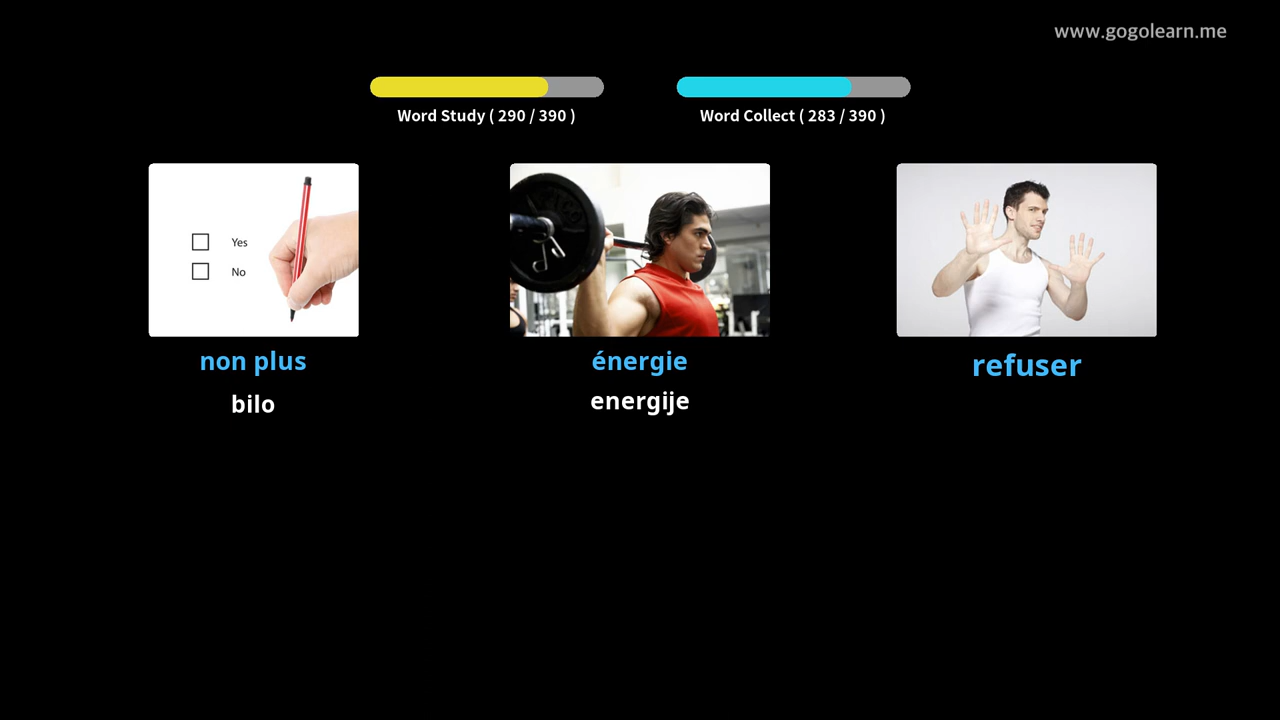 www.gogolearn.me
Word Study ( 290 / 390 )
Word Collect ( 283 / 390 )
Yes
No
non plus
bilo
énergie
energije
refuser